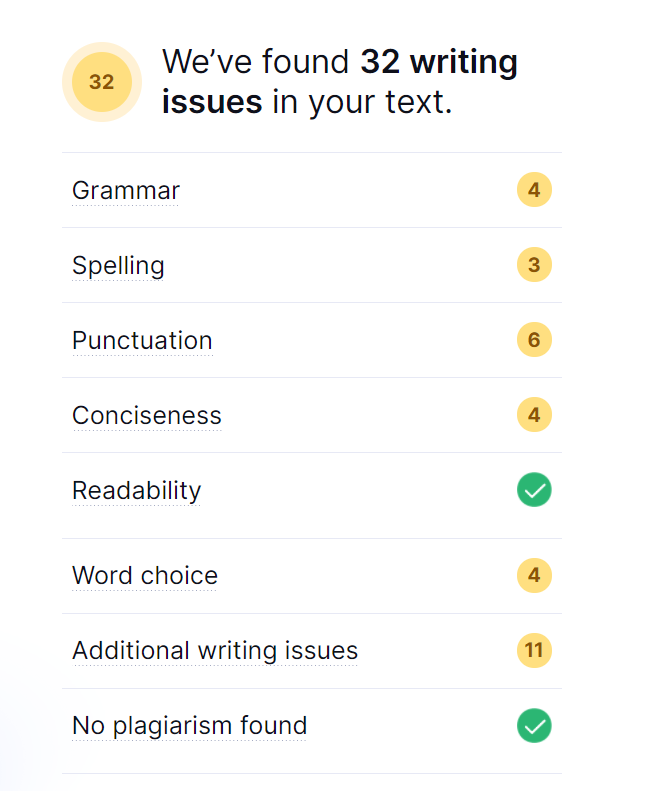 32
We’ve found 32 writing
issues in your text.
Grammar 4
Spelling 3
Punctuation 6
Conciseness 4
Readability
Word choice 4
Additional writing issues 11
No plagiarism found